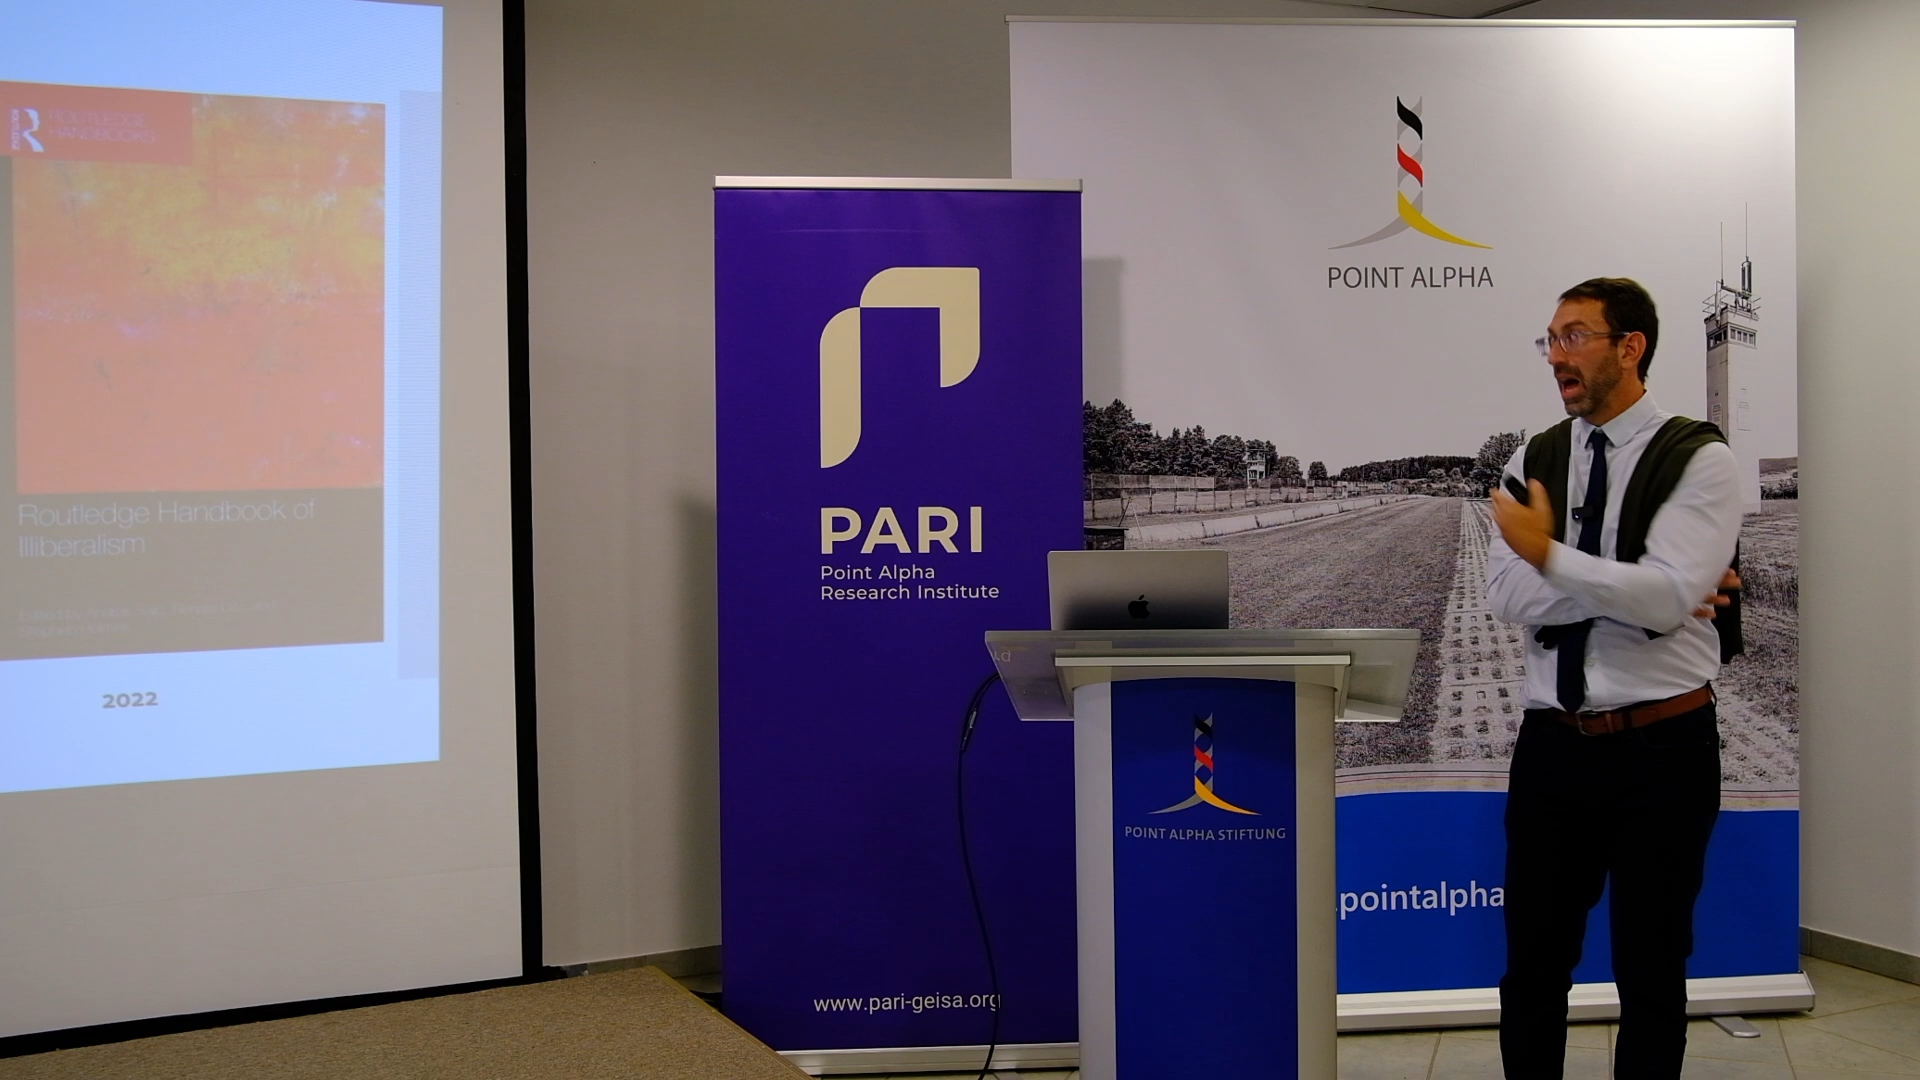 ROUTLEDGE
HANDBOOKS
Routledge Handbook of
Illiberalism
2022
PARI
Point Alpha
Research Institute
www.pari-geisa.org
POINT ALPHA
POINT ALPHA STIFTUNG
.pointalpha